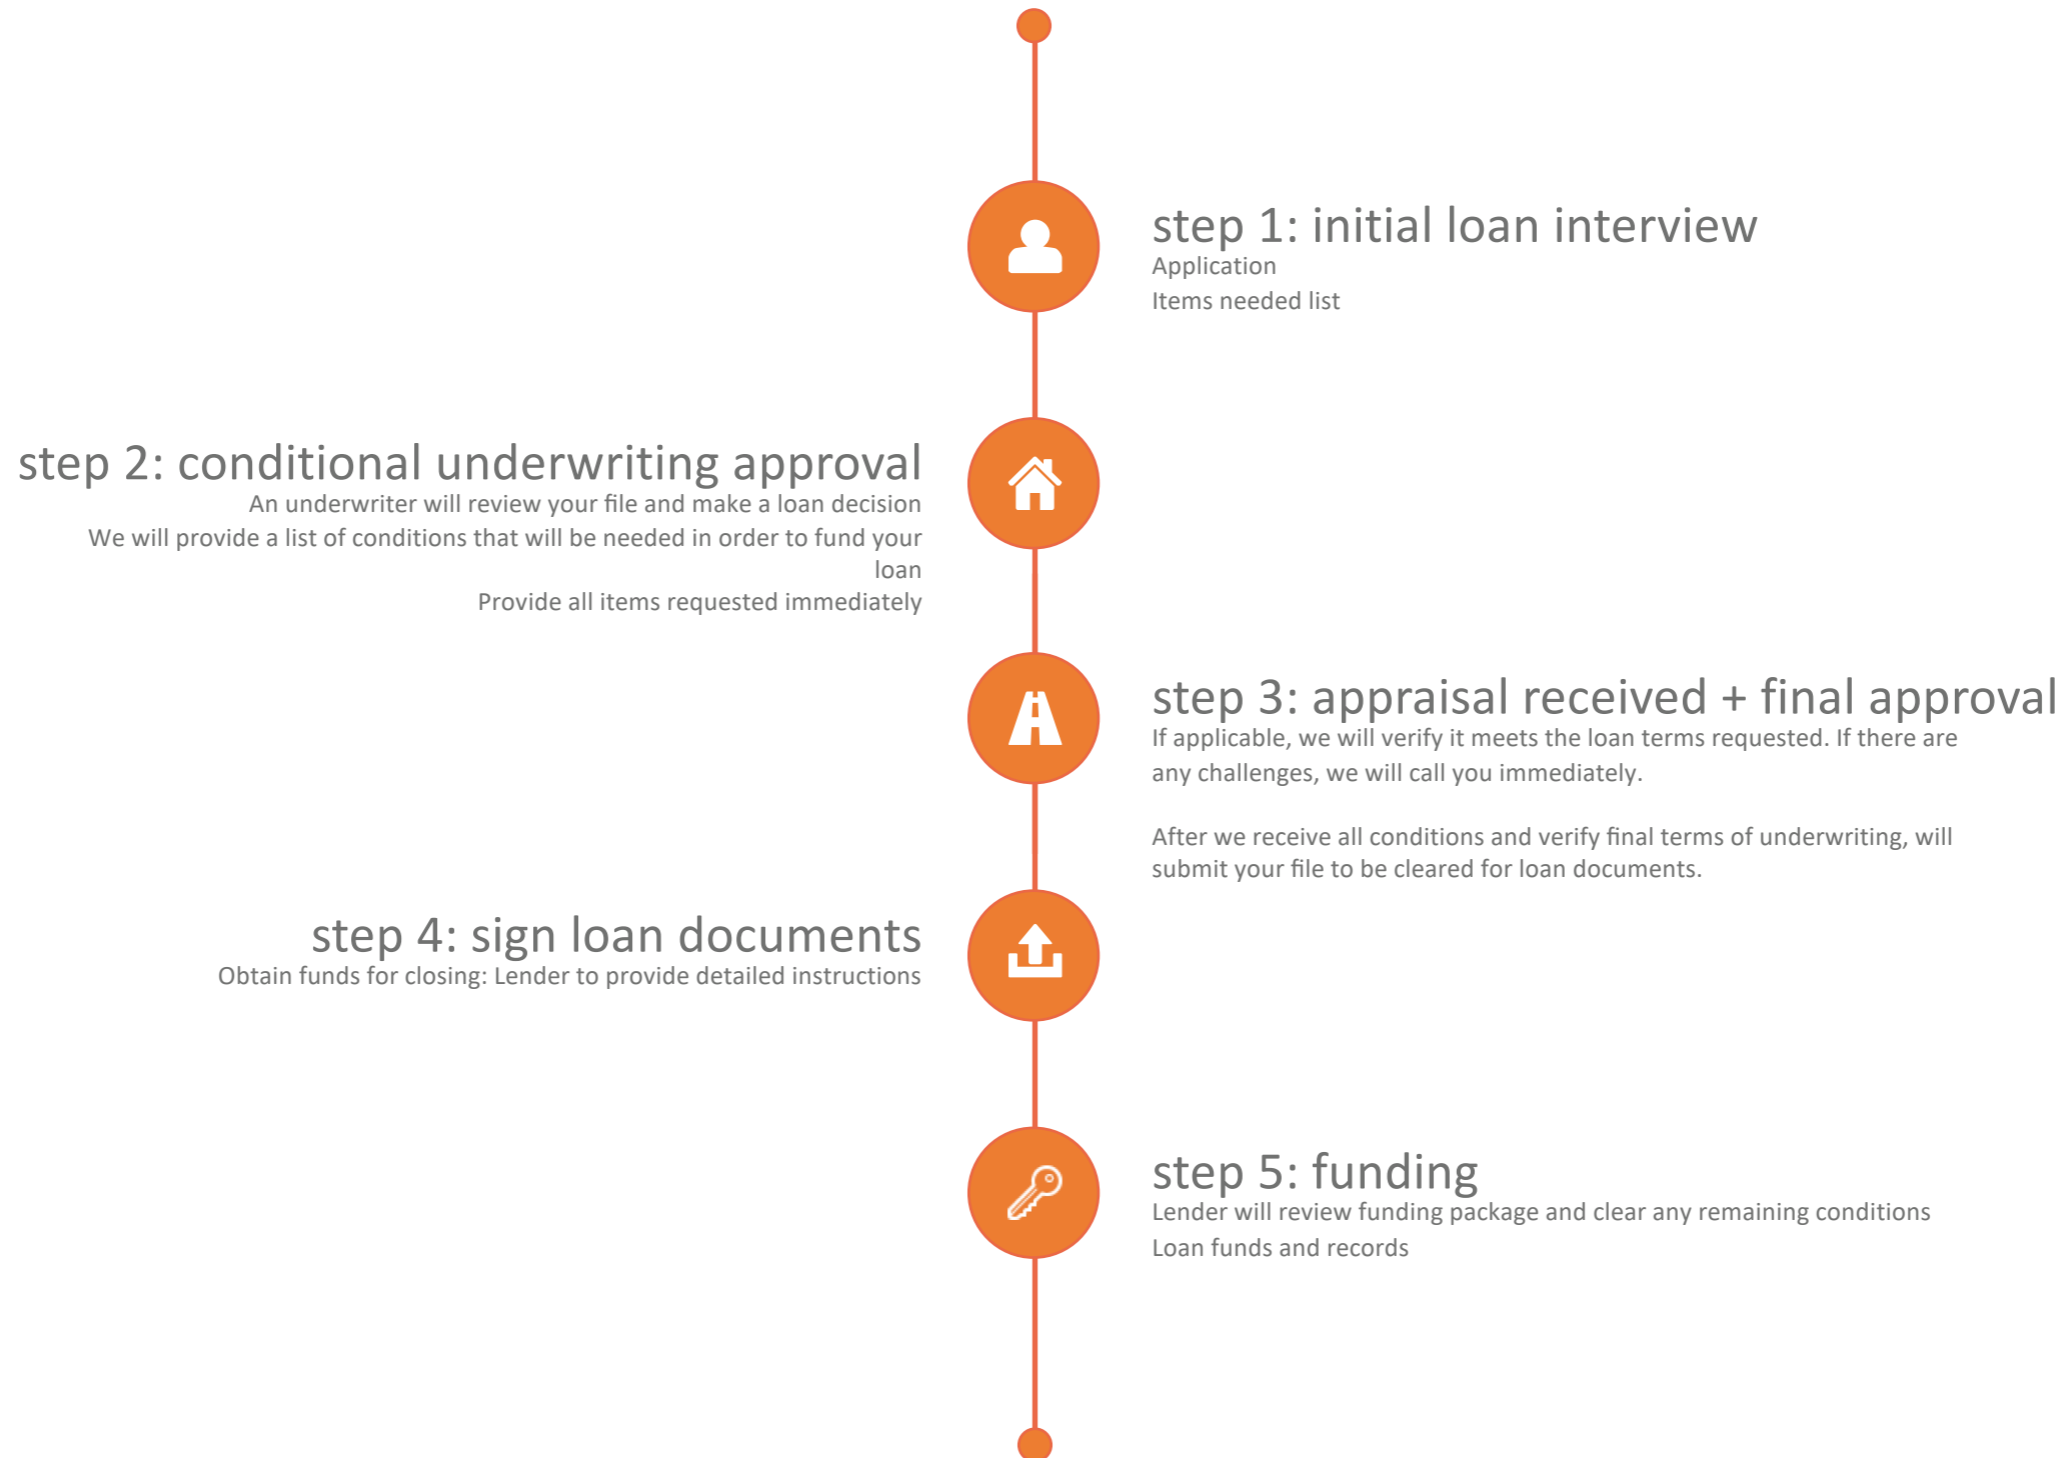 step 1: initial loan interview
Application
Items needed list
step 2: conditional underwriting approval
An underwriter will review your file and make a loan decision
We will provide a list of conditions that will be needed in order to fund your
loan
Provide all items requested immediately
step 3: appraisal received + final approval
If applicable, we will verify it meets the loan terms requested. If there are
any challenges, we will call you immediately.
After we receive all conditions and verify final terms of underwriting, will
submit your file to be cleared for loan documents.
step 4: sign loan documents
Obtain funds for closing: Lender to provide detailed instructions
step 5: funding
Lender will review funding package and clear any remaining conditions
Loan funds and records